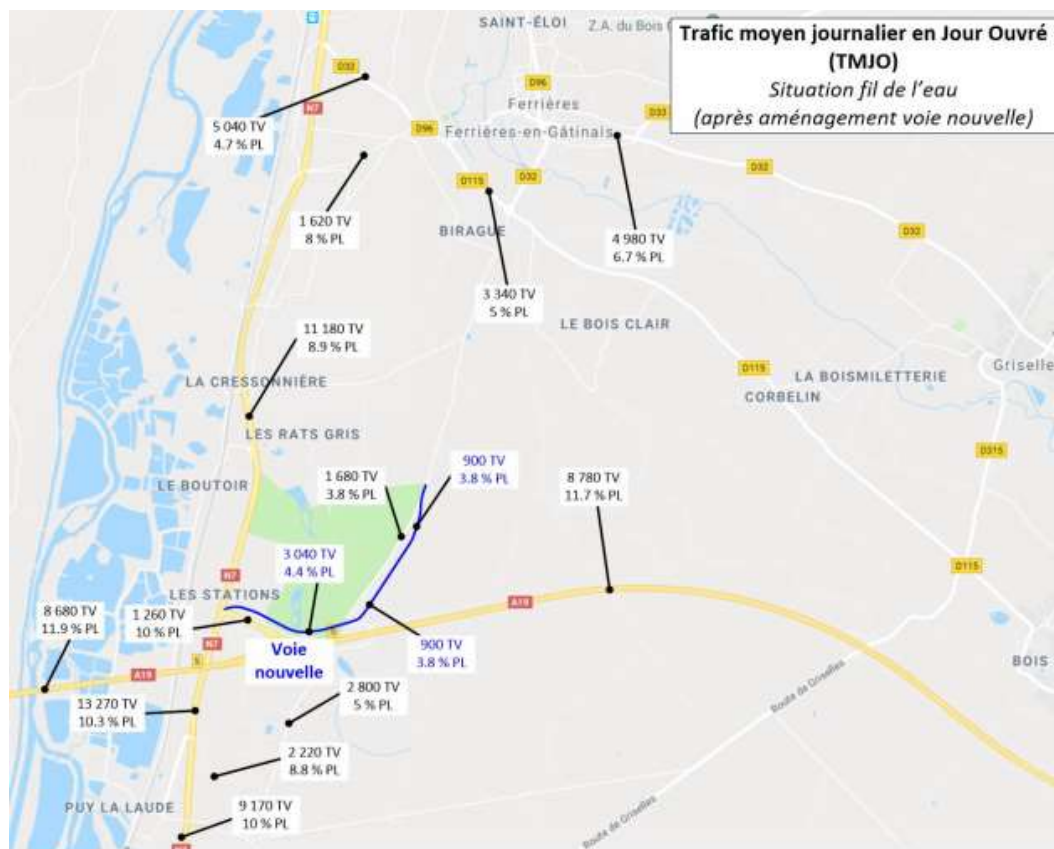 SAINT-ÉLOI
Z.A. du Bois
Trafic moyen journalier en Jour Ouvré
(TMJO)
Situation fil de l'eau
(après aménagement voie nouvelle)
D32
D96
N7
Ferrières
D33
5 040 TV
4.7 % PL
D96
Ferrières-en-Gâtinais
D32
D115
D32
1 620 TV
8 % PL
BIRAGUE
4 980 TV
6.7 % PL
D32
3 340 TV
5 % PL
11 180 TV
8.9 % PL
LE BOIS CLAIR
LA CRESSONNIÈRE
D115
LA BOISMILETTERIE
Griselle
CORBELIN
LES RATS GRIS
D315
1 680 TV
3.8 % PL
900 TV
3.8 % PL
8 780 TV
11.7 % PL
LE BOUTOIR
3 040 TV
4.4 % PL
N7
D115
LES STATIONS
A19
8 680 TV
11.9 % PL
1 260 TV
10 % PL
N7
Voie
nouvelle
900 TV
3.8 % PL
BOIS
A19
13 270 TV
10.3 % PL
2 800 TV
5 % PL
Route de Griselles
2 220 TV
8.8 % PL
PUY LA LAUDE
9 170 TV
10 % PL
Route de Griselles